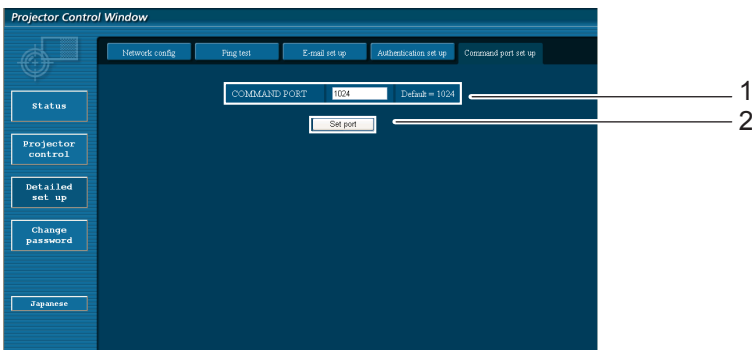 Projector Control Window
Network config
Ping test
E-mail set up
Authentication set up
Command port set up
COMMAND PORT
1024
Default = 1024
1
Set port
2
Status
Projector
control
Detailed
set up
Change
password
Japanese